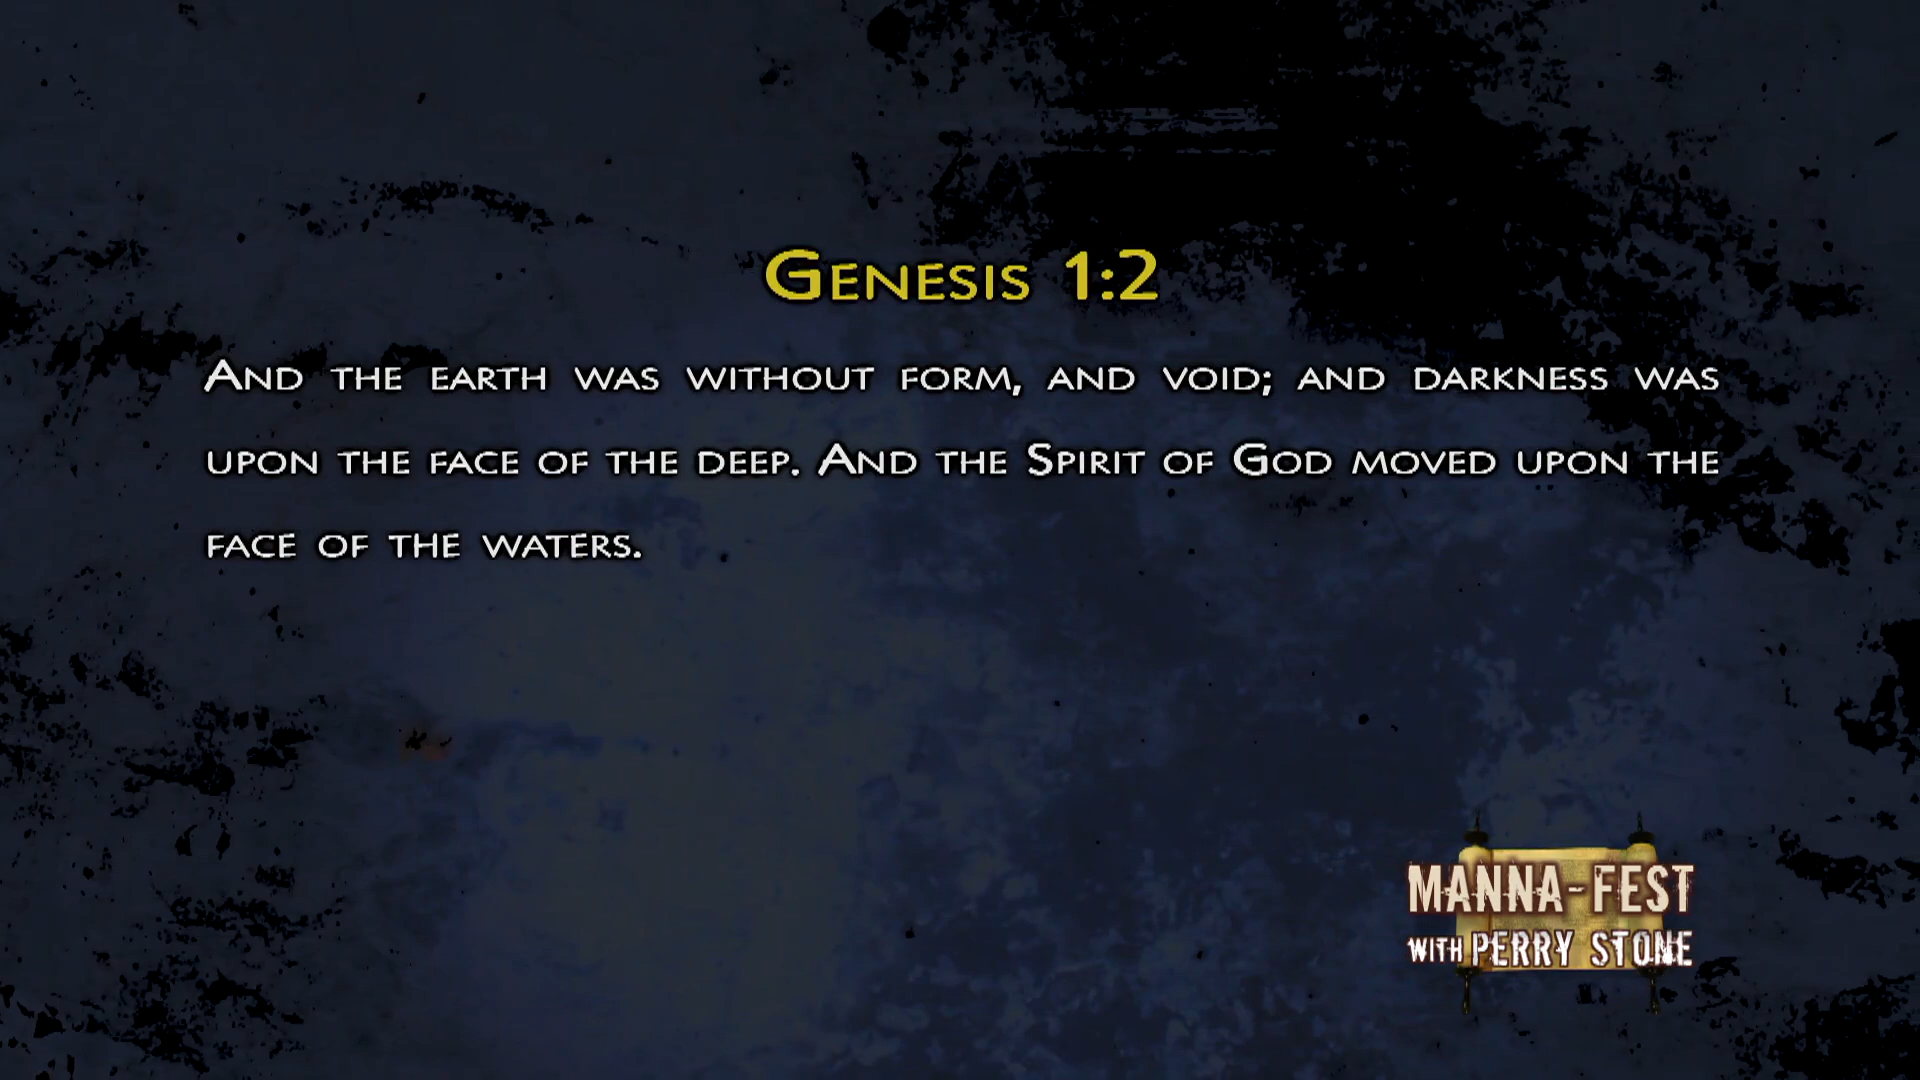 Genesis 1:2
And the earth was without form, and void; and darkness was
upon the face of the deep. And the Spirit of God moved upon the
face of the waters.
MANNA-FEST
WITH PERRY STONE